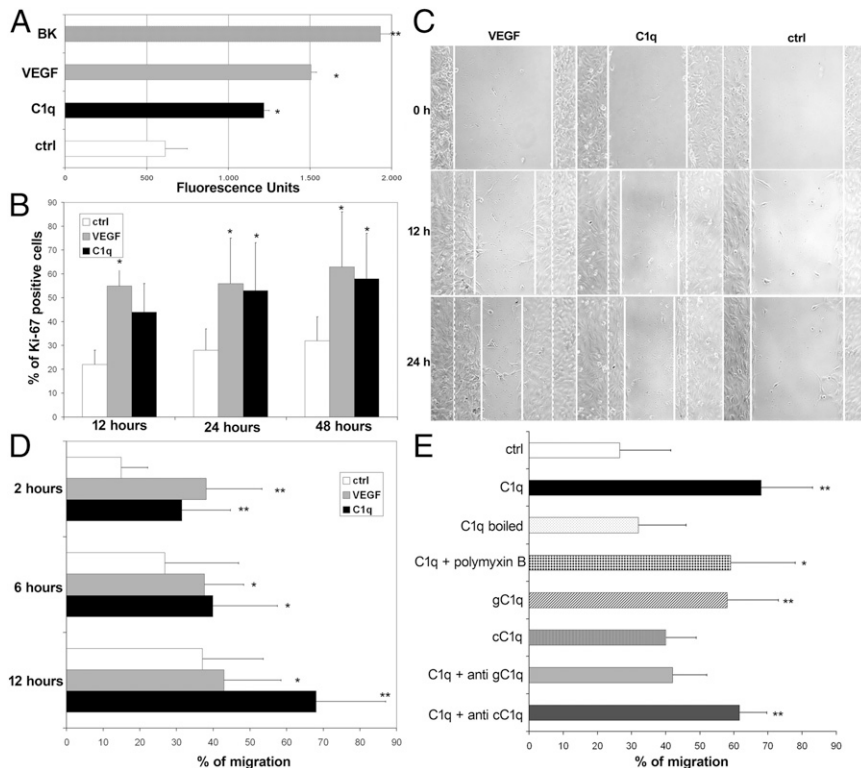 A
BK
**
VEGF
*
C1q
*
ctrl
0 500 1.000 1.500 2.000
Fluorescence Units
B
% of Ki-67 positive cells
90
80
70
60
50
40
30
20
10
0
ctrl
VEGF
C1q
*
* *
* *
12 hours 24 hours 48 hours
C
VEGF C1q ctrl
0 h
12 h
24 h
D
ctrl
VEGF
C1q
2 hours
**
**
6 hours
*
*
12 hours
*
**
0 10 20 30 40 50 60 70 80 90
% of migration
E
ctrl
C1q
**
C1q boiled
C1q + polymyxin B
*
gC1q
**
cC1q
C1q + anti gC1q
C1q + anti cC1q
**
0 10 20 30 40 50 60 70 80 90
% of migration